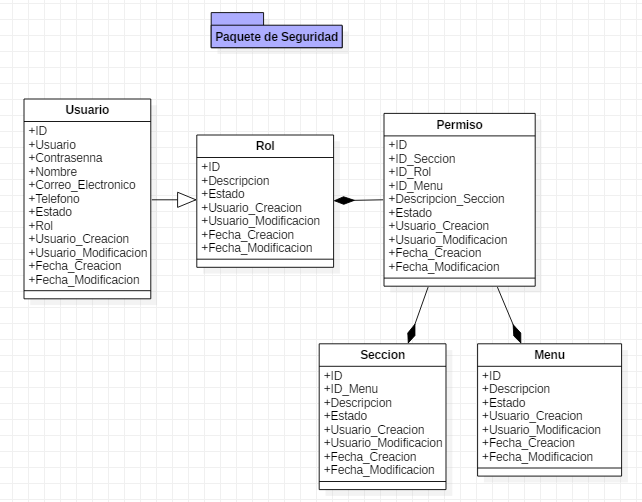 Paquete de Seguridad
Usuario
+ID
+Usuario
+Contrasenna
+Nombre
+Correo_Electronico
+Telefono
+Estado
+Rol
+Usuario_Creacion
+Usuario_Modificacion
+Fecha_Creacion
+Fecha_Modificacion
Rol
+ID
+Descripcion
+Estado
+Usuario_Creacion
+Usuario_Modificacion
+Fecha_Creacion
+Fecha_Modificacion
Permiso
+ID
+ID_Seccion
+ID_Rol
+ID_Menu
+Descripcion_Seccion
+Estado
+Usuario_Creacion
+Usuario_Modificacion
+Fecha_Creacion
+Fecha_Modificacion
Seccion
+ID
+ID_Menu
+Descripcion
+Estado
+Usuario_Creacion
+Usuario_Modificacion
+Fecha_Creacion
+Fecha_Modificacion
Menu
+ID
+Descripcion
+Estado
+Usuario_Creacion
+Usuario_Modificacion
+Fecha_Creacion
+Fecha_Modificacion